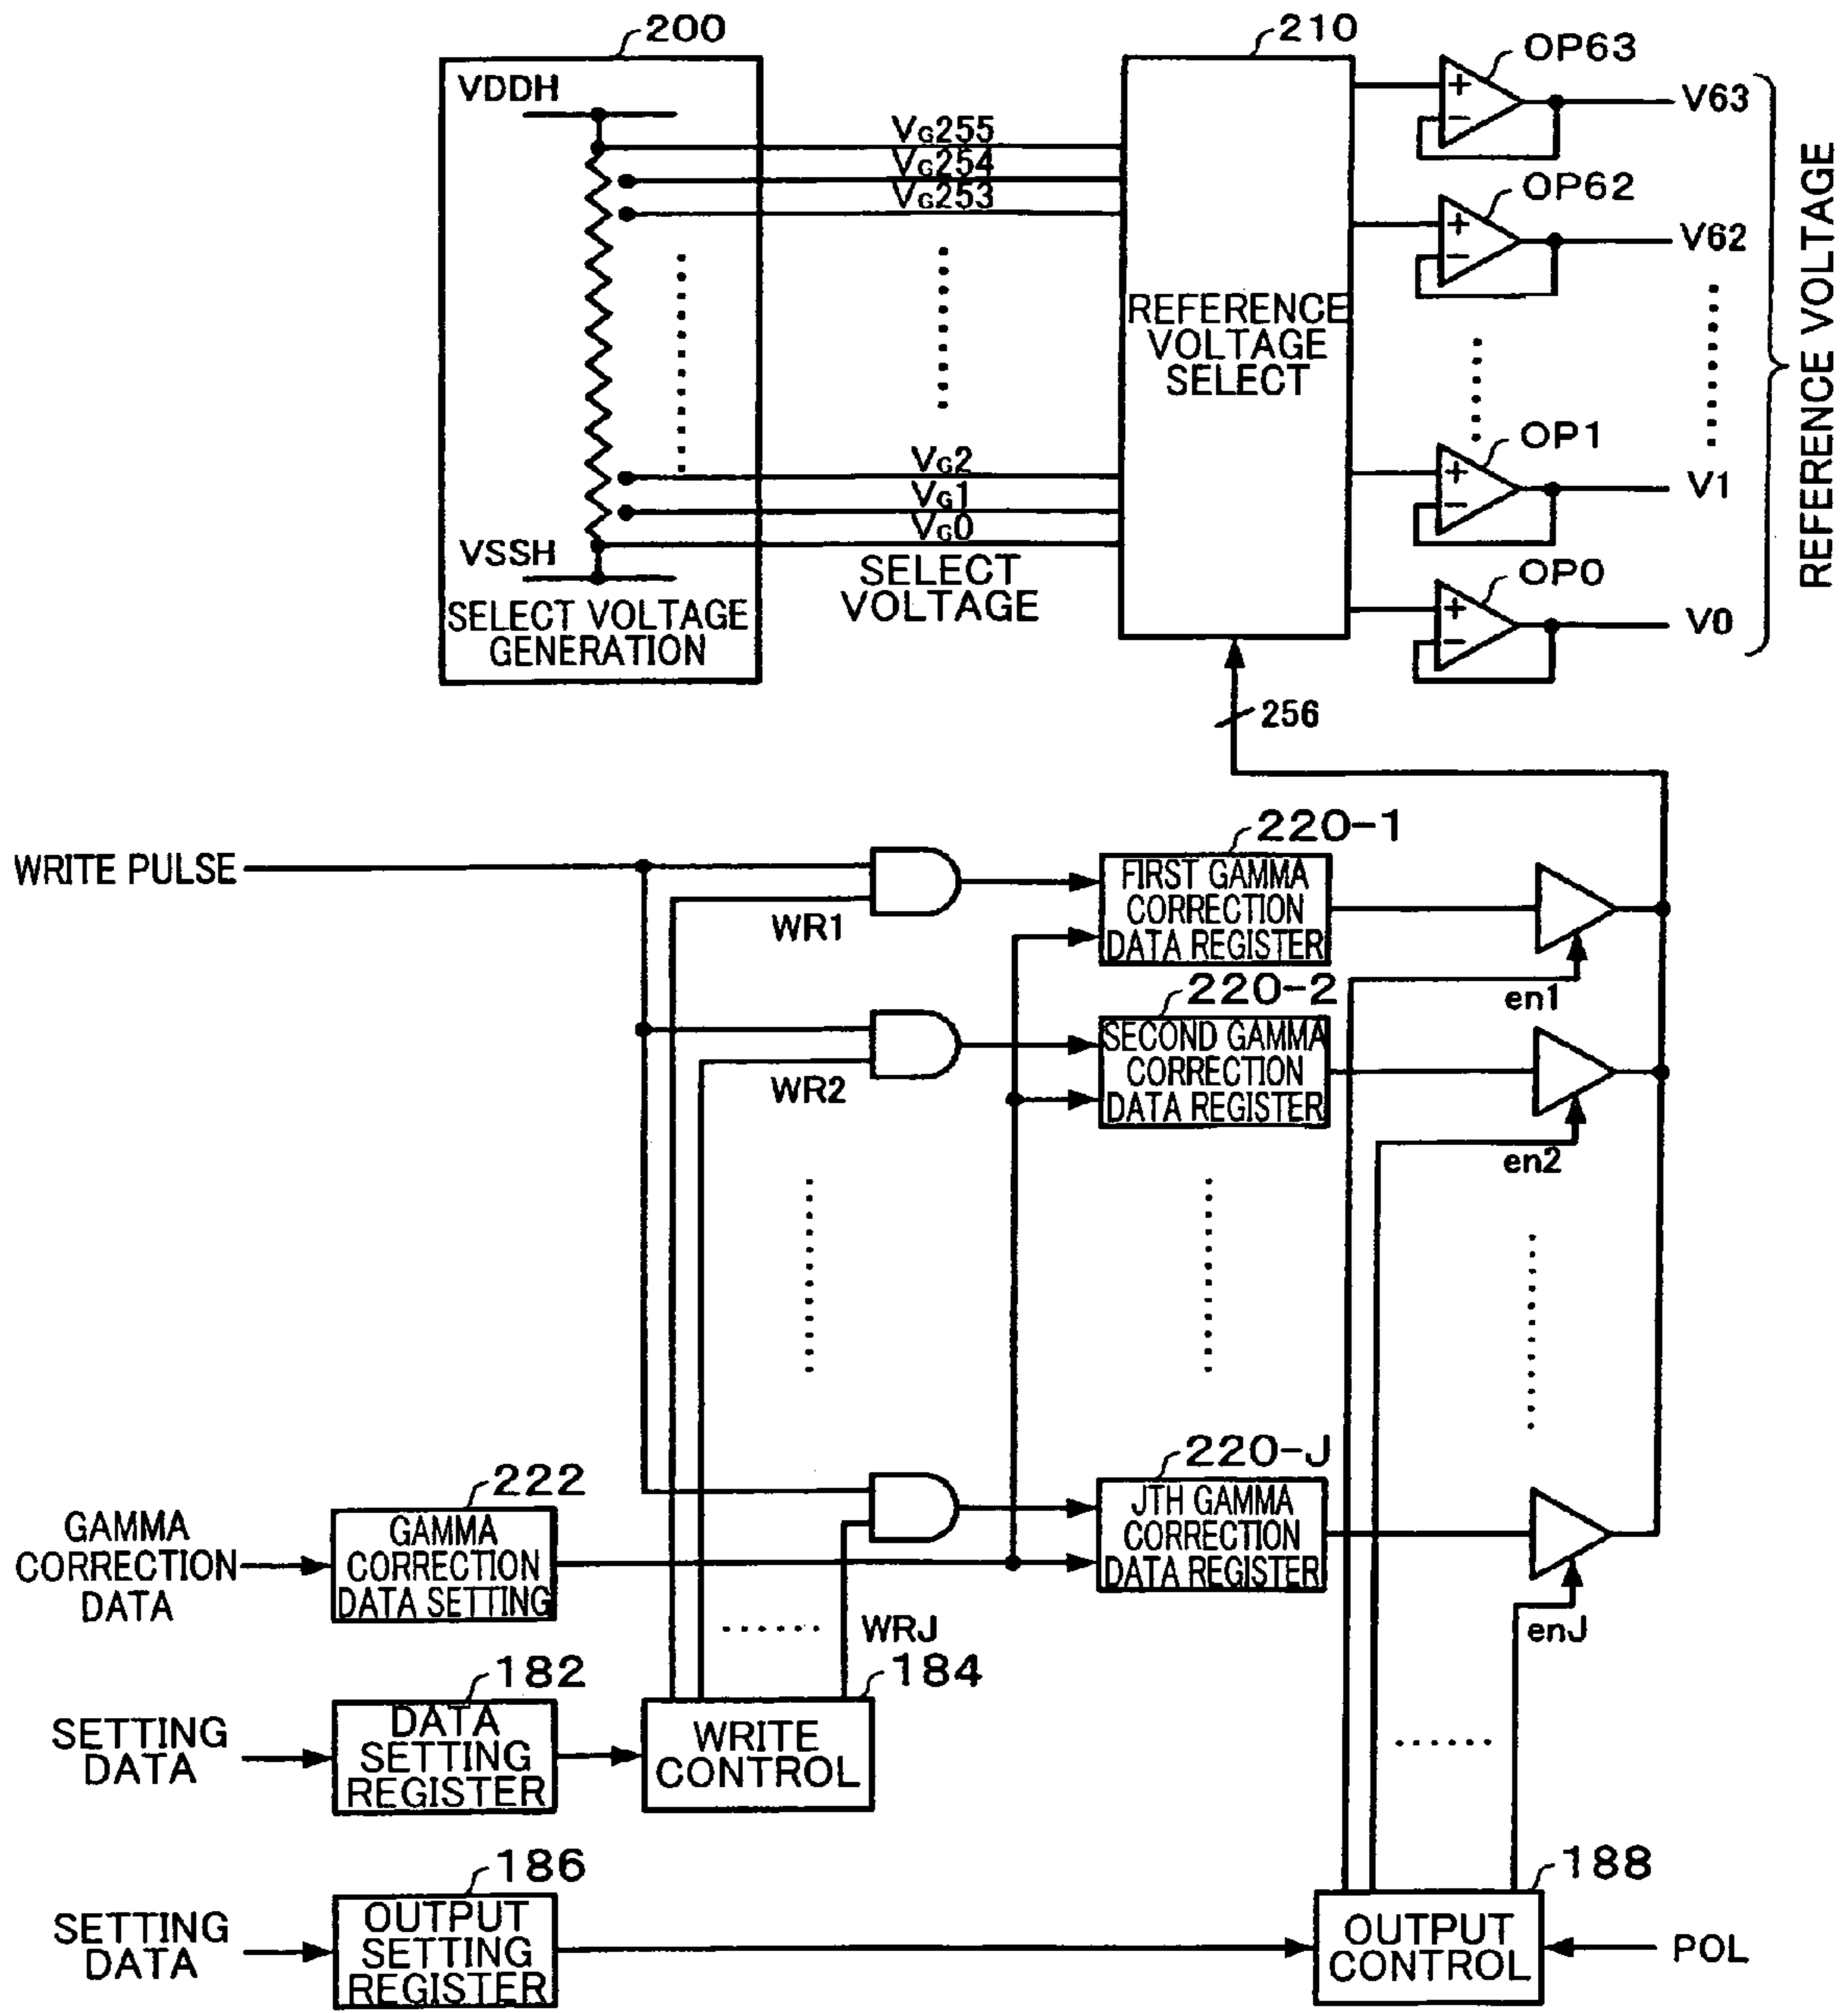 200
210
OP63
VDDH
+
−
V63
VG255
VG254
VG253
OP62
+
−
V62
REFERENCE
VOLTAGE
SELECT
REFERENCE VOLTAGE
OP1
+
−
V1
VG2
VG1
VG0
VSSH
SELECT
VOLTAGE
SELECT VOLTAGE
GENERATION
OP0
+
−
V0
256
WRITE PULSE
WR1
220-1
FIRST GAMMA
CORRECTION
DATA REGISTER
en1
220-2
SECOND GAMMA
CORRECTION
DATA REGISTER
WR2
en2
220-J
JTH GAMMA
CORRECTION
DATA REGISTER
enJ
GAMMA
CORRECTION
DATA
222
GAMMA
CORRECTION
DATA SETTING
WRJ
SETTING
DATA
182
DATA
SETTING
REGISTER
184
WRITE
CONTROL
SETTING
DATA
186
OUTPUT
SETTING
REGISTER
188
OUTPUT
CONTROL
POL